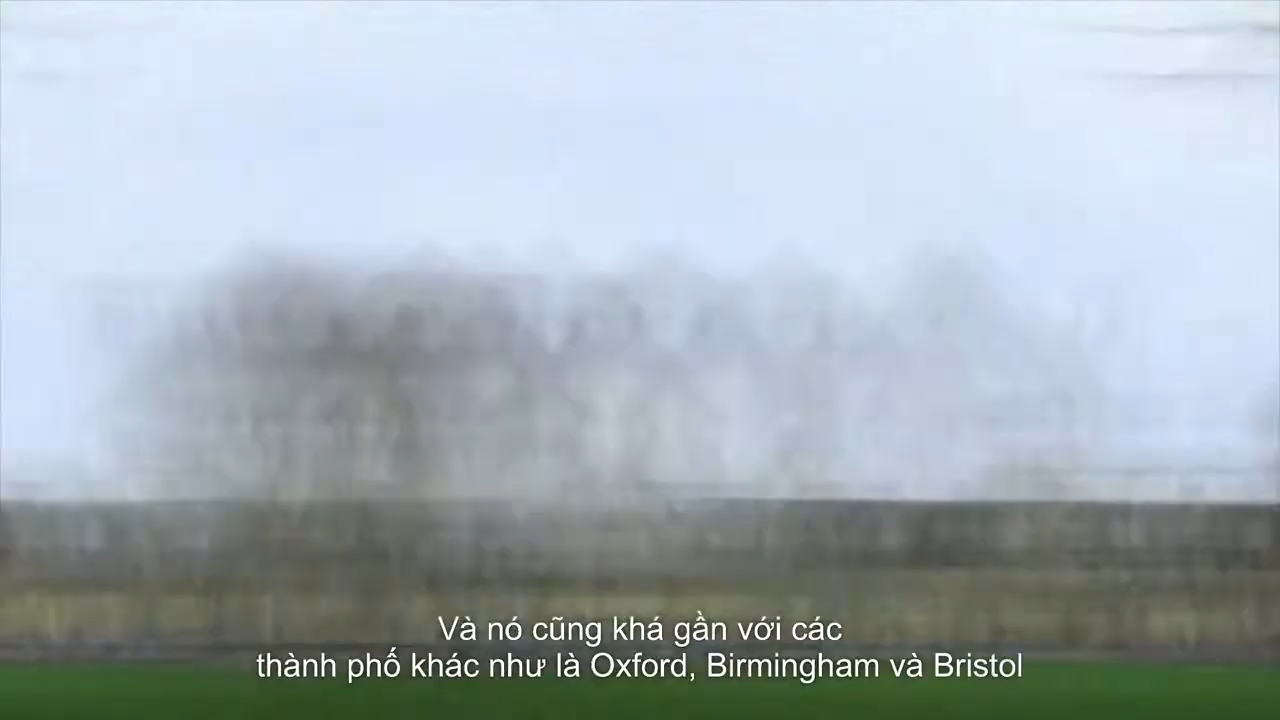 Và nó cũng khá gần với các
thành phố khác như là Oxford, Birmingham và Bristol